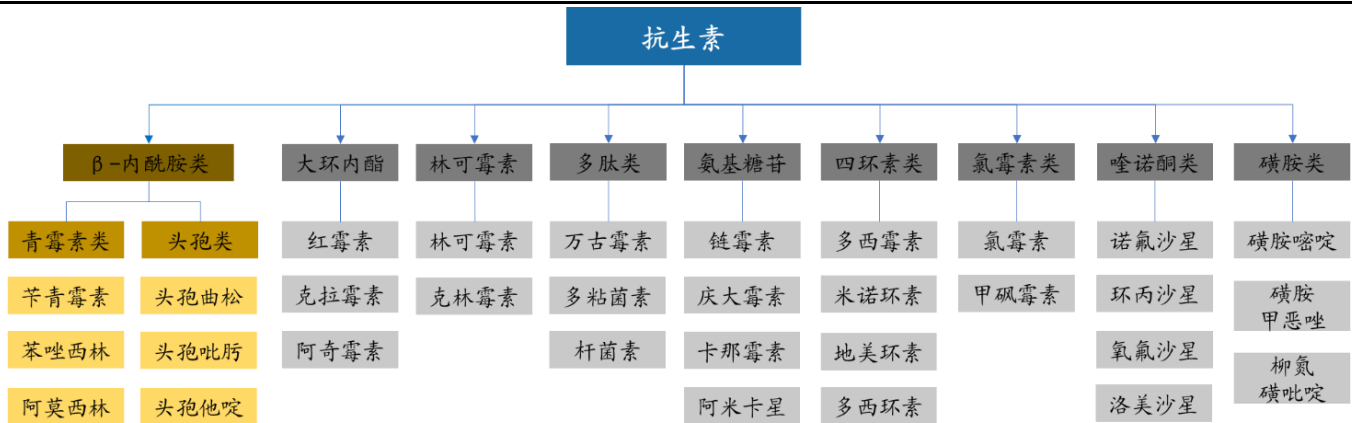 抗生素
β-内酰胺类
大环内酯
林可霉素
多肽类
氨基糖苷
四环素类
氯霉素类
喹诺酮类
磺胺类
青霉素类
头孢类
红霉素
林可霉素
万古霉素
链霉素
多西霉素
氯霉素
诺氟沙星
磺胺嘧啶
苄青霉素
头孢曲松
克拉霉素
克林霉素
多粘菌素
庆大霉素
米诺环素
甲砜霉素
环丙沙星
磺胺
甲恶唑
苯唑西林
头孢吡肟
阿奇霉素
杆菌素
卡那霉素
地美环素
氧氟沙星
柳氮
磺吡啶
阿莫西林
头孢他啶
阿米卡星
多西环素
洛美沙星